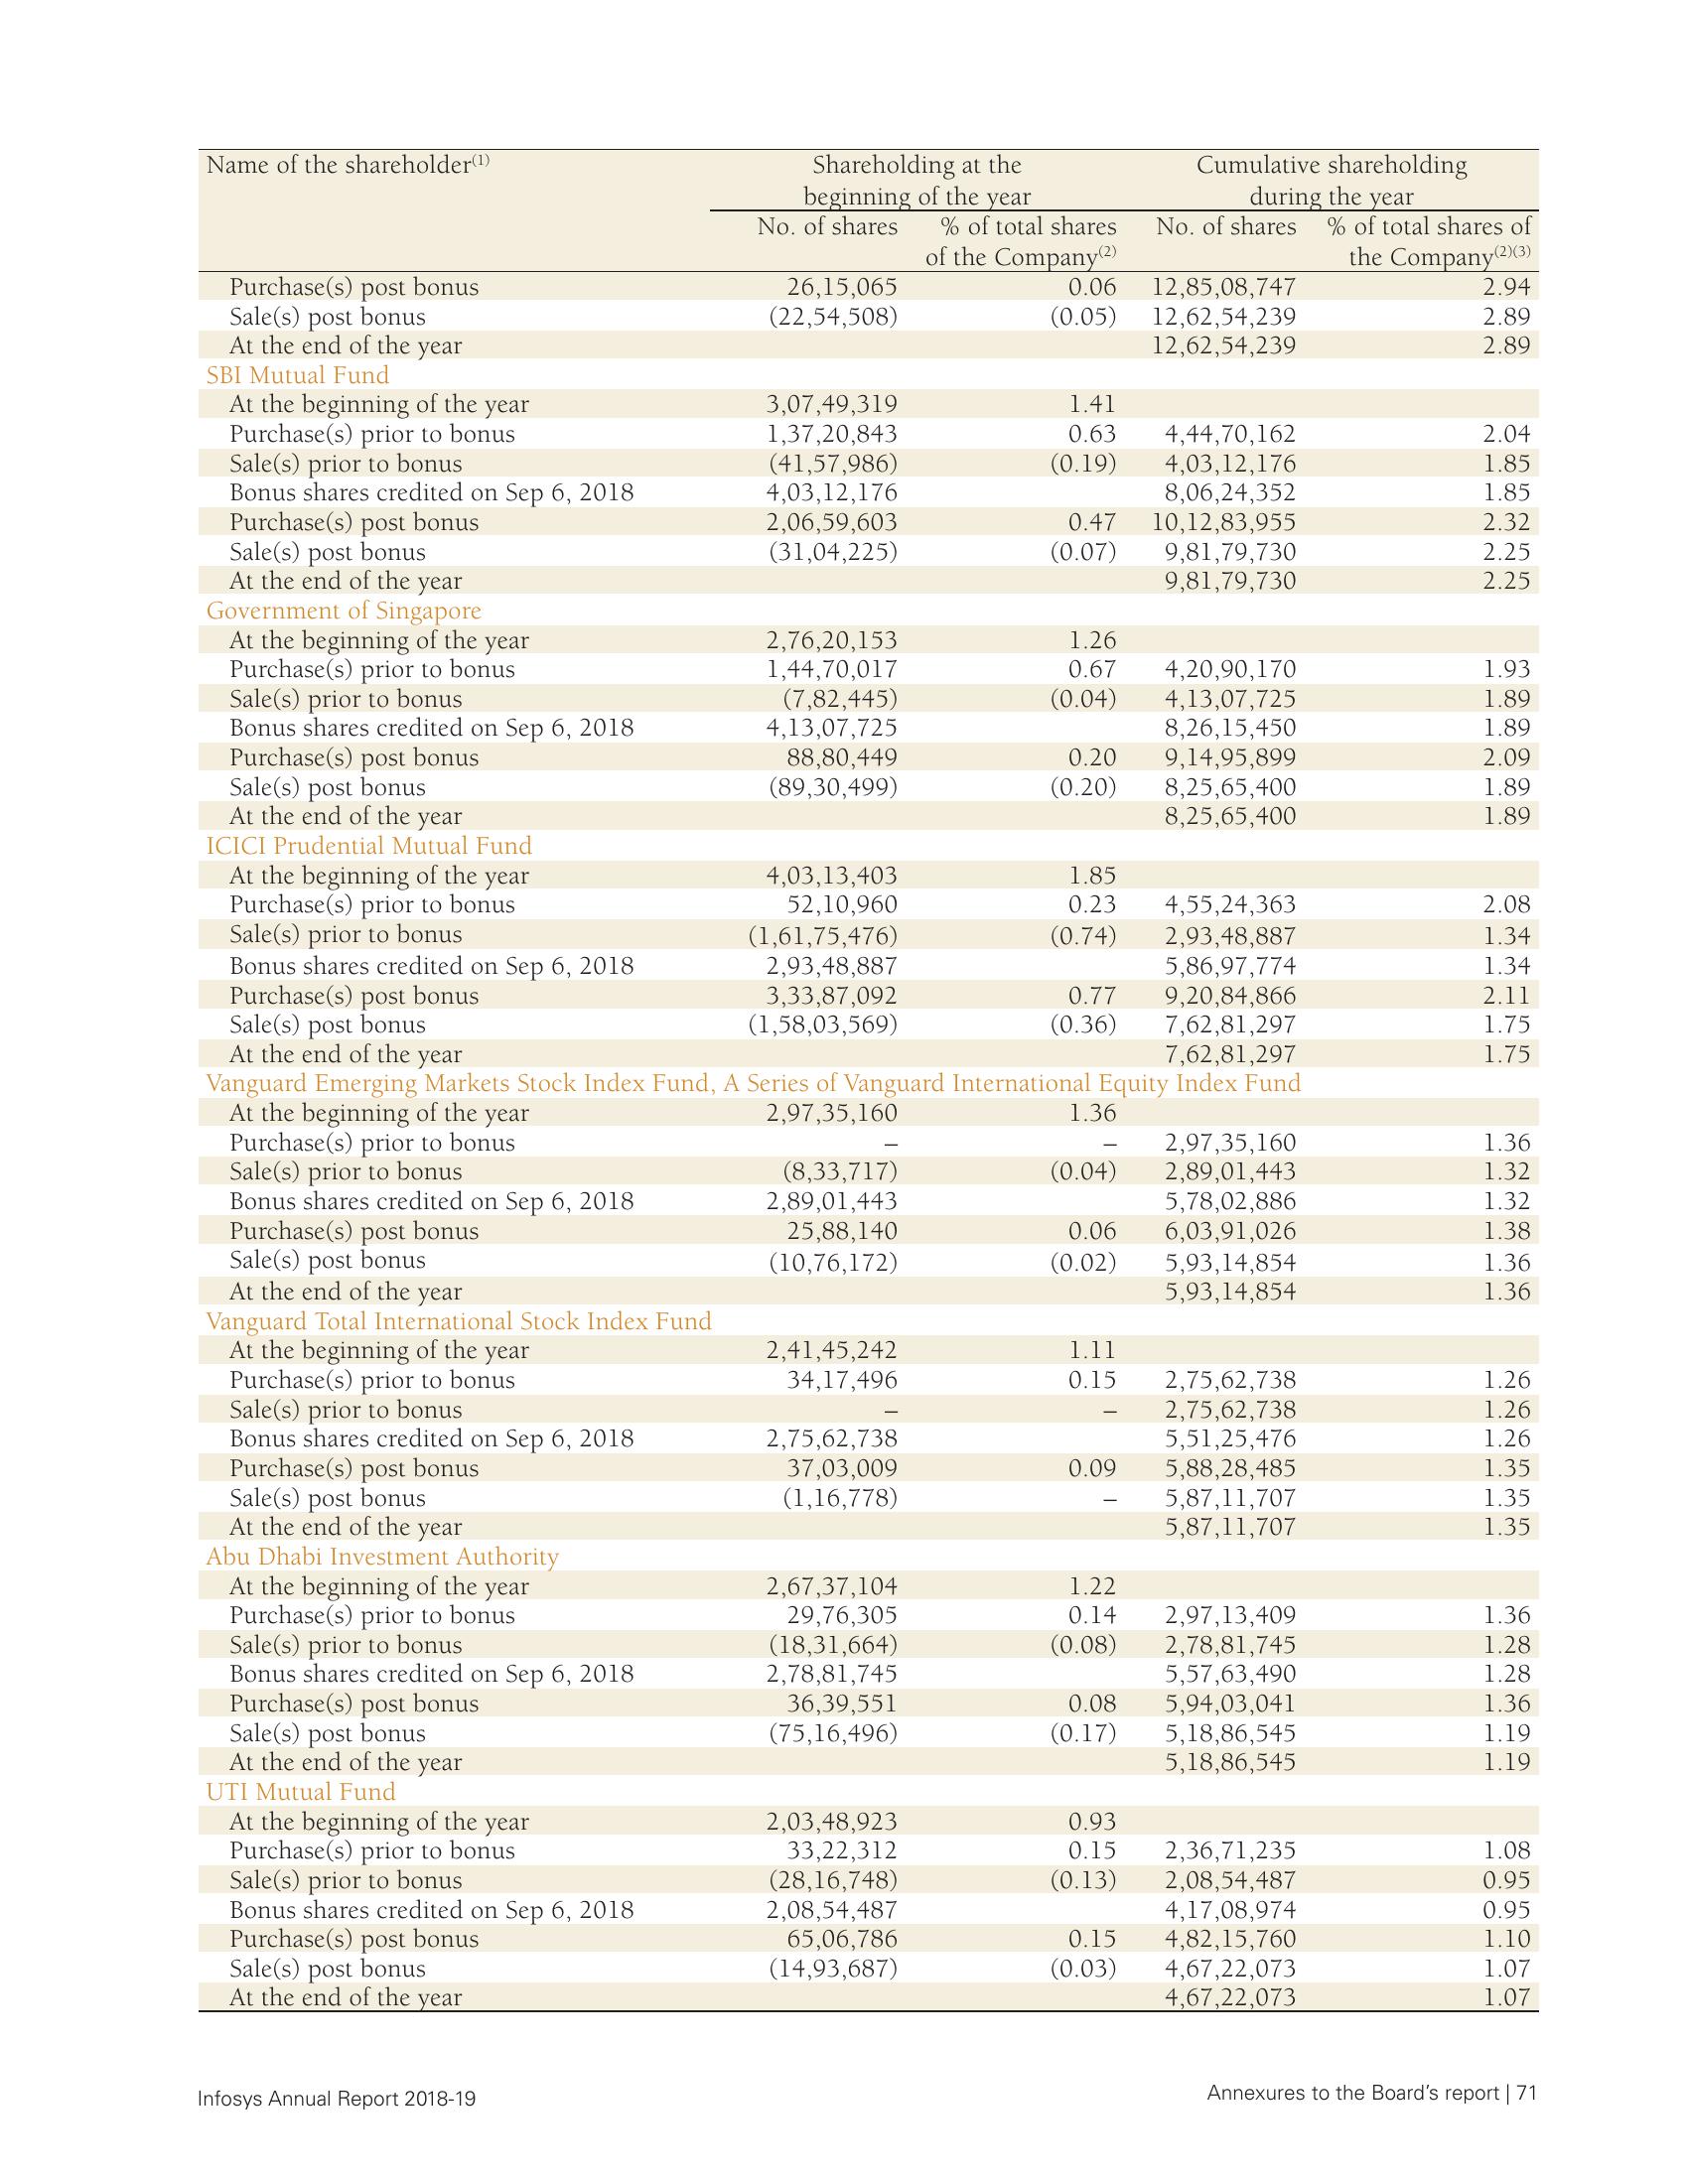 Name of the shareholder(1) Shareholding at the Cumulative shareholding
beginning of the year during the year
No. of shares % of total shares No. of shares % of total shares of
of the Company(2) the Company(2)(3)
Purchase(s) post bonus 26,15,065 0.06 12,85,08,747 2.94
Sale(s) post bonus (22,54,508) (0.05) 12,62,54,239 2.89
At the end of the year 12,62,54,239 2.89
SBI Mutual Fund
At the beginning of the year 3,07,49,319 1.41
Purchase(s) prior to bonus 1,37,20,843 0.63 4,44,70,162 2.04
Sale(s) prior to bonus (41,57,986) (0.19) 4,03,12,176 1.85
Bonus shares credited on Sep 6, 2018 4,03,12,176 8,06,24,352 1.85
Purchase(s) post bonus 2,06,59,603 0.47 10,12,83,955 2.32
Sale(s) post bonus (31,04,225) (0.07) 9,81,79,730 2.25
At the end of the year 9,81,79,730 2.25
Government of Singapore
At the beginning of the year 2,76,20,153 1.26
Purchase(s) prior to bonus 1,44,70,017 0.67 4,20,90,170 1.93
Sale(s) prior to bonus (7,82,445) (0.04) 4,13,07,725 1.89
Bonus shares credited on Sep 6, 2018 4,13,07,725 8,26,15,450 1.89
Purchase(s) post bonus 88,80,449 0.20 9,14,95,899 2.09
Sale(s) post bonus (89,30,499) (0.20) 8,25,65,400 1.89
At the end of the year 8,25,65,400 1.89
ICICI Prudential Mutual Fund
At the beginning of the year 4,03,13,403 1.85
Purchase(s) prior to bonus 52,10,960 0.23 4,55,24,363 2.08
Sale(s) prior to bonus (1,61,75,476) (0.74) 2,93,48,887 1.34
Bonus shares credited on Sep 6, 2018 2,93,48,887 5,86,97,774 1.34
Purchase(s) post bonus 3,33,87,092 0.77 9,20,84,866 2.11
Sale(s) post bonus (1,58,03,569) (0.36) 7,62,81,297 1.75
At the end of the year 7,62,81,297 1.75
Vanguard Emerging Markets Stock Index Fund, A Series of Vanguard International Equity Index Fund
At the beginning of the year 2,97,35,160 1.36
Purchase(s) prior to bonus – – 2,97,35,160 1.36
Sale(s) prior to bonus (8,33,717) (0.04) 2,89,01,443 1.32
Bonus shares credited on Sep 6, 2018 2,89,01,443 5,78,02,886 1.32
Purchase(s) post bonus 25,88,140 0.06 6,03,91,026 1.38
Sale(s) post bonus (10,76,172) (0.02) 5,93,14,854 1.36
At the end of the year 5,93,14,854 1.36
Vanguard Total International Stock Index Fund
At the beginning of the year 2,41,45,242 1.11
Purchase(s) prior to bonus 34,17,496 0.15 2,75,62,738 1.26
Sale(s) prior to bonus – – 2,75,62,738 1.26
Bonus shares credited on Sep 6, 2018 2,75,62,738 5,51,25,476 1.26
Purchase(s) post bonus 37,03,009 0.09 5,88,28,485 1.35
Sale(s) post bonus (1,16,778) – 5,87,11,707 1.35
At the end of the year 5,87,11,707 1.35
Abu Dhabi Investment Authority
At the beginning of the year 2,67,37,104 1.22
Purchase(s) prior to bonus 29,76,305 0.14 2,97,13,409 1.36
Sale(s) prior to bonus (18,31,664) (0.08) 2,78,81,745 1.28
Bonus shares credited on Sep 6, 2018 2,78,81,745 5,57,63,490 1.28
Purchase(s) post bonus 36,39,551 0.08 5,94,03,041 1.36
Sale(s) post bonus (75,16,496) (0.17) 5,18,86,545 1.19
At the end of the year 5,18,86,545 1.19
UTI Mutual Fund
At the beginning of the year 2,03,48,923 0.93
Purchase(s) prior to bonus 33,22,312 0.15 2,36,71,235 1.08
Sale(s) prior to bonus (28,16,748) (0.13) 2,08,54,487 0.95
Bonus shares credited on Sep 6, 2018 2,08,54,487 4,17,08,974 0.95
Purchase(s) post bonus 65,06,786 0.15 4,82,15,760 1.10
Sale(s) post bonus (14,93,687) (0.03) 4,67,22,073 1.07
At the end of the year 4,67,22,073 1.07
Infosys Annual Report 2018-19 Annexures to the Board's report | 71